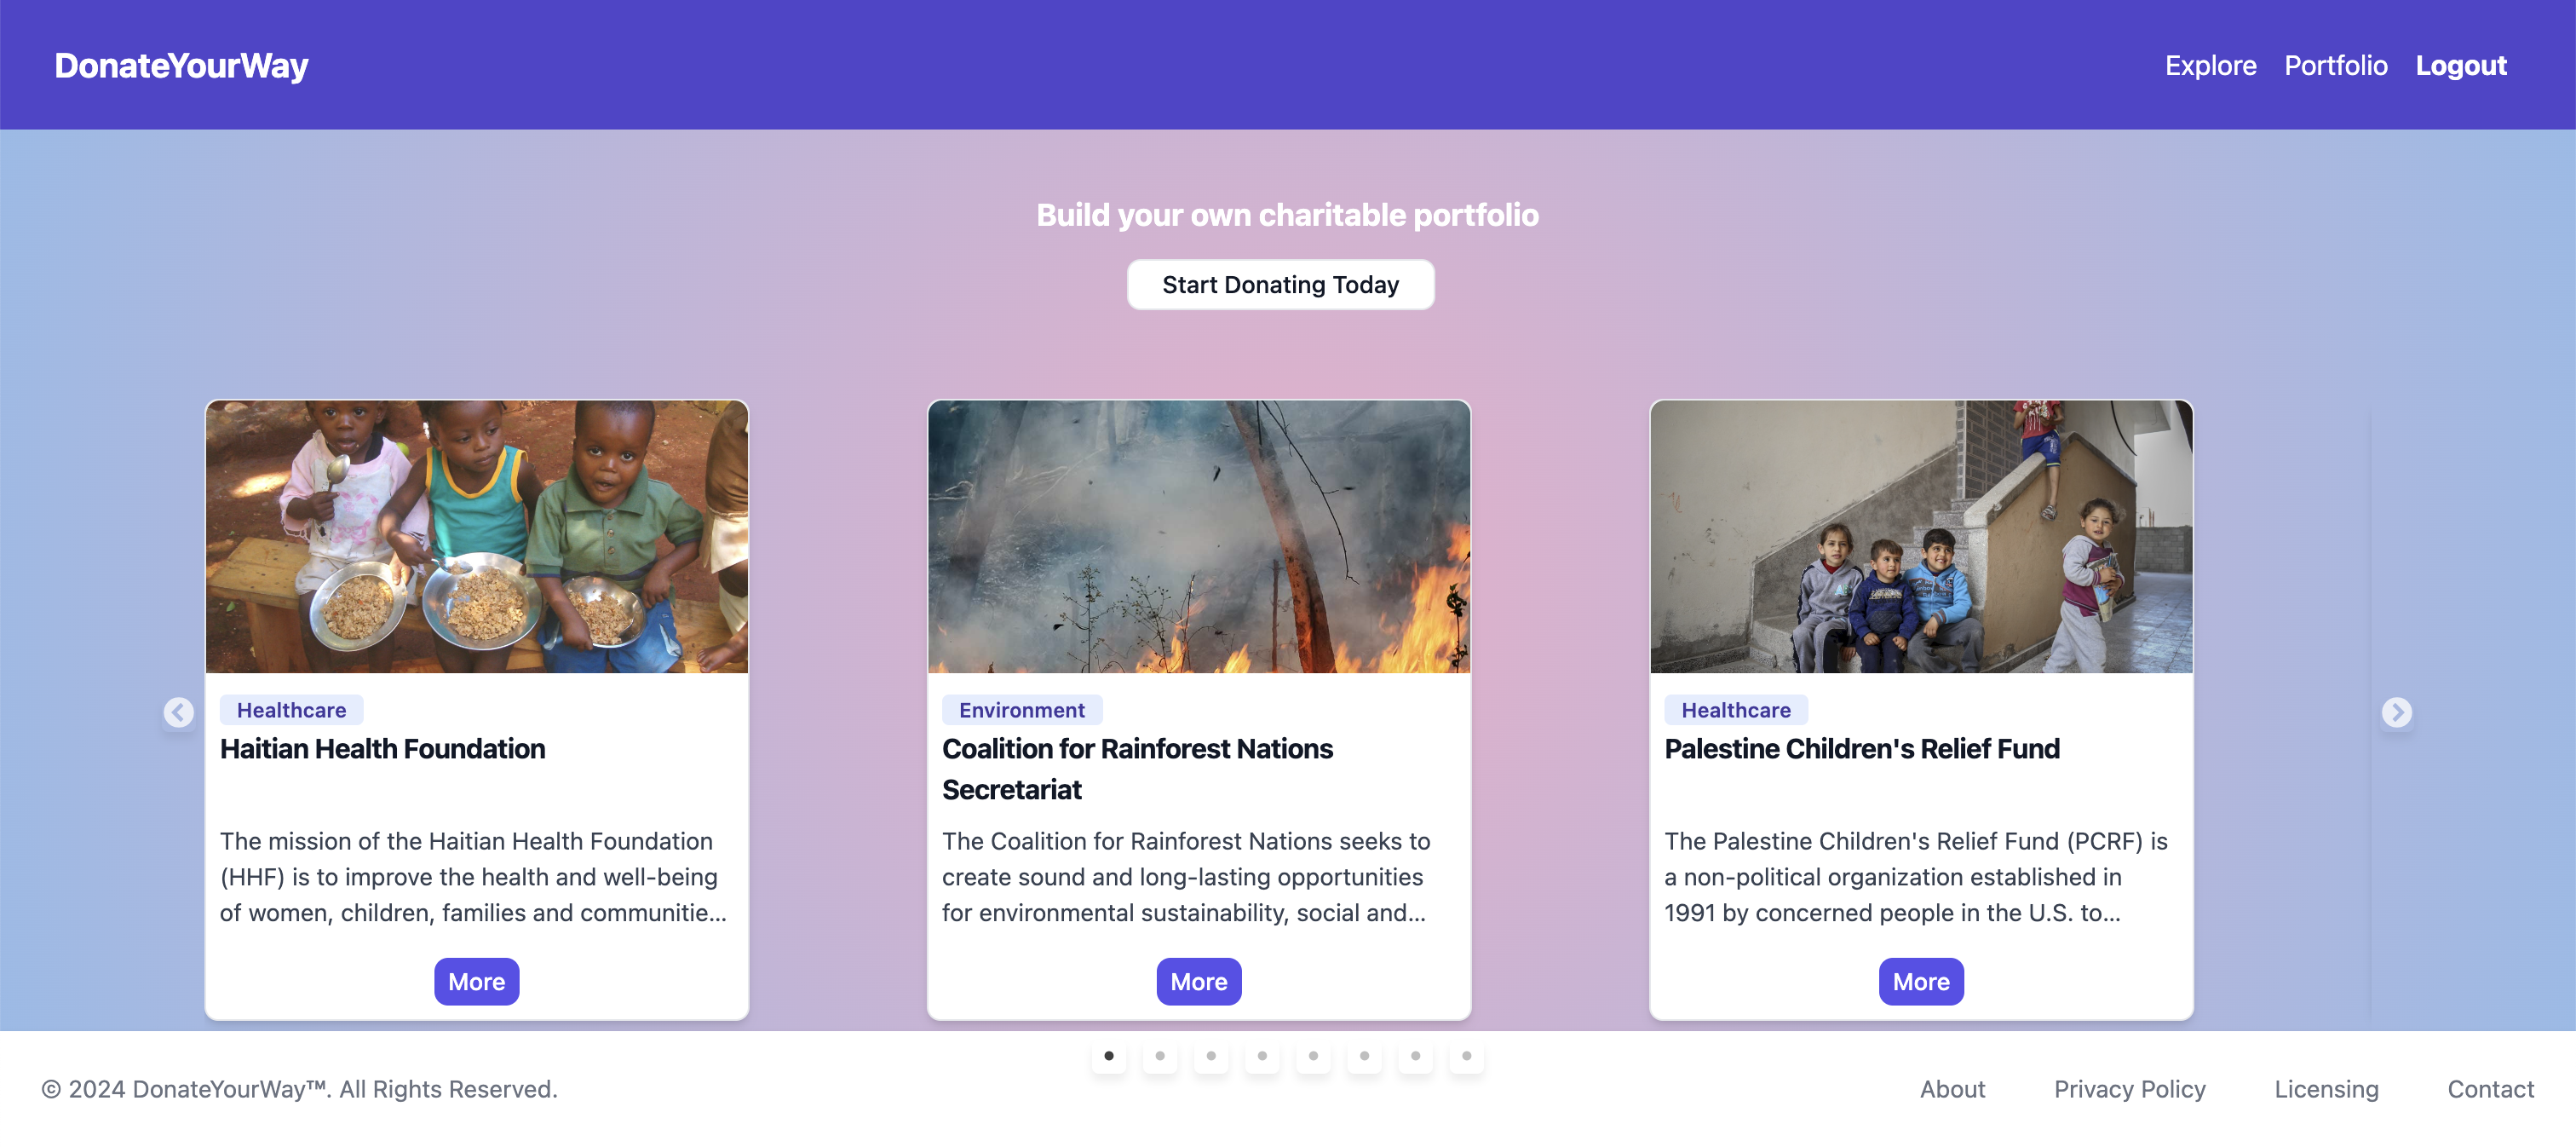 DonateYourWay
Explore Portfolio Logout
Build your own charitable portfolio
Start Donating Today
Healthcare
Haitian Health Foundation
The mission of the Haitian Health Foundation
(HHF) is to improve the health and well-being
of women, children, families and communitie...
More
Environment
Coalition for Rainforest Nations
Secretariat
The Coalition for Rainforest Nations seeks to
create sound and long-lasting opportunities
for environmental sustainability, social and...
More
Healthcare
Palestine Children's Relief Fund
The Palestine Children's Relief Fund (PCRF) is
a non-political organization established in
1991 by concerned people in the U.S. to...
More
© 2024 DonateYourWay™. All Rights Reserved.
About Privacy Policy Licensing Contact